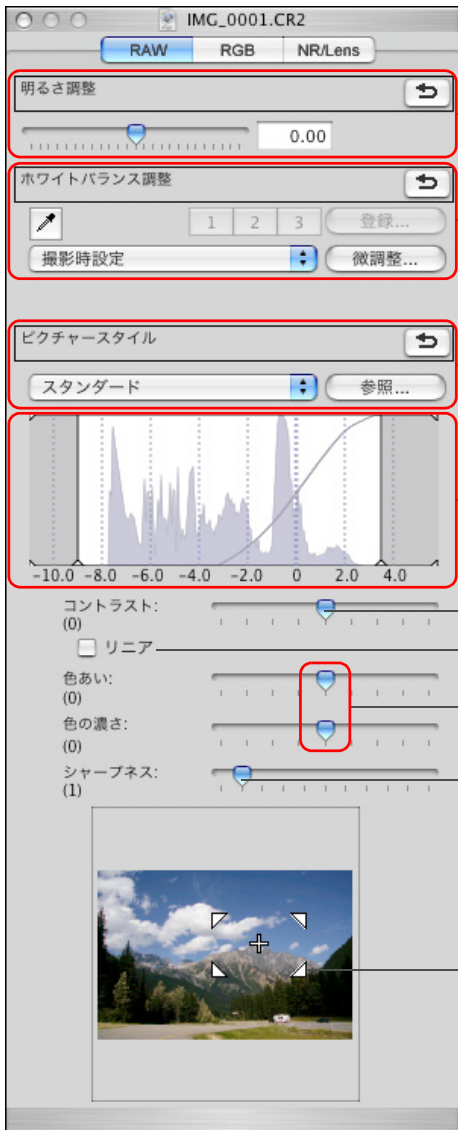 IMG_0001.CR2
RAW RGB NR/Lens
明るさ調整
0.00
ホワイトバランス調整
1 2 3 登録...
撮影時設定 微調整...
ピクチャースタイル
スタンダード 参照...
-10.0 -8.0 -6.0 -4.0 -2.0 0 2.0 4.0
コントラスト:
(0)
リニア
色あい:
(0)
色の濃さ:
(0)
シャープネス:
(1)